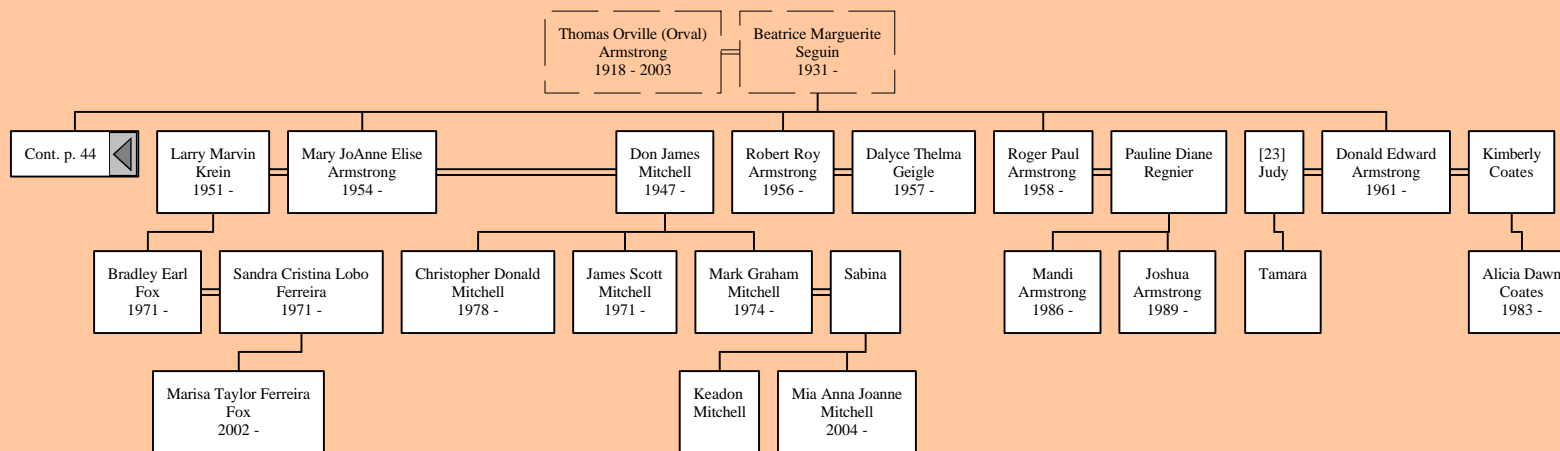 Thomas Orville (Orval)
Armstrong
1918 - 2003
Beatrice Marguerite
Seguin
1931 -
Cont. p. 44
Larry Marvin
Krein
1951 -
Mary JoAnne Elise
Armstrong
1954 -
Don James
Mitchell
1947 -
Robert Roy
Armstrong
1956 -
Dalyce Thelma
Geigle
1957 -
Roger Paul
Armstrong
1958 -
Pauline Diane
Regnier
[23]
Judy
Donald Edward
Armstrong
1961 -
Kimberly
Coates
Bradley Earl
Fox
1971 -
Sandra Cristina Lobo
Ferreira
1971 -
Christopher Donald
Mitchell
1978 -
James Scott
Mitchell
1971 -
Mark Graham
Mitchell
1974 -
Sabina
Mandi
Armstrong
1986 -
Joshua
Armstrong
1989 -
Tamara
Alicia Dawn
Coates
1983 -
Marisa Taylor Ferreira
Fox
2002 -
Keadon
Mitchell
Mia Anna Joanne
Mitchell
2004 -